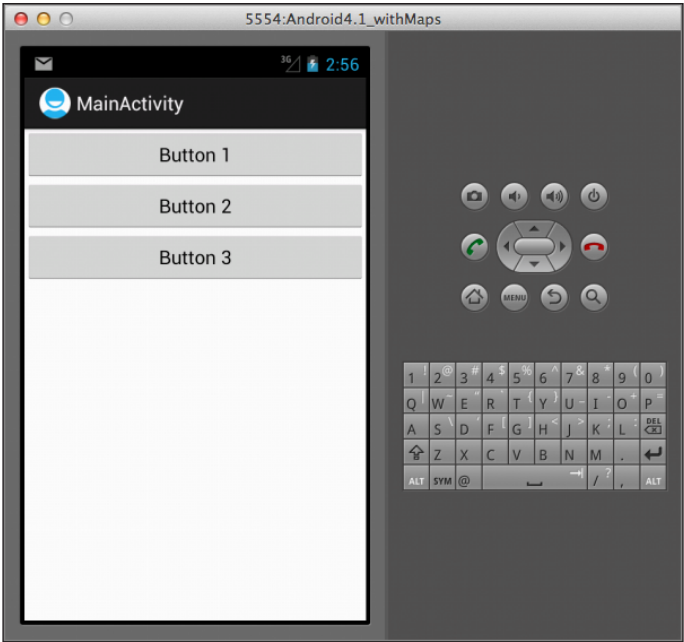 5554:Android4.1_withMaps
3G 2:56
MainActivity
Button 1
Button 2
Button 3
MENU
1 ! 2 @ 3 # 4 $ 5 % 6 ^ 7 & 8 * 9 ( 0 )
Q | W ~ E " R ` T { Y } U _ I - O + P =
A S \ D ' F [ G ] H < J > K ; L : DEL
Z X C V B N M .
ALT SYM @ / ? , ALT